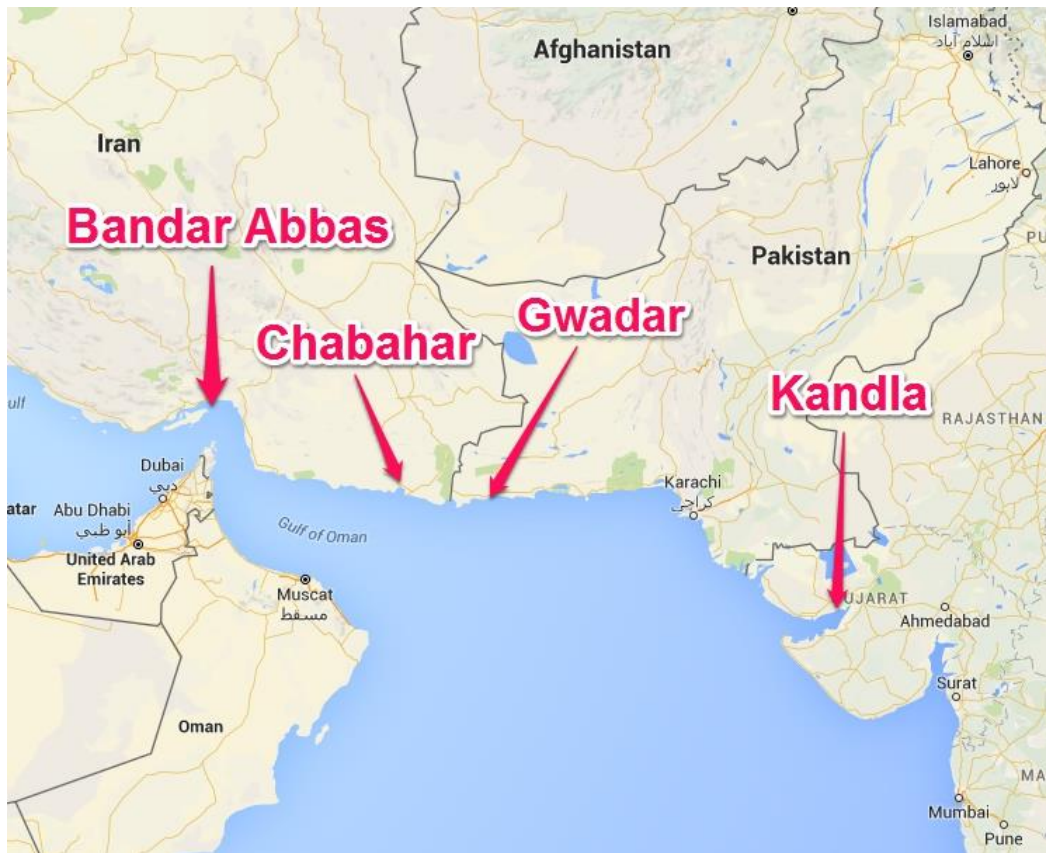 Islamabad
اسلام آباد
Afghanistan
Iran
Lahore
لاہور
PU
Bandar Abbas
Pakistan
Gwadar
Chabahar
Kandla
ulf
RAJASTHAN
Dubai
دبي
Karachi
کراچی
atar
Abu Dhabi
أبو ظبي
Gulf of Oman
United Arab
Emirates
Muscat
مسقط
UJARAT
Ahmedabad
Surat
Oman
MA
Mumbai
Pune